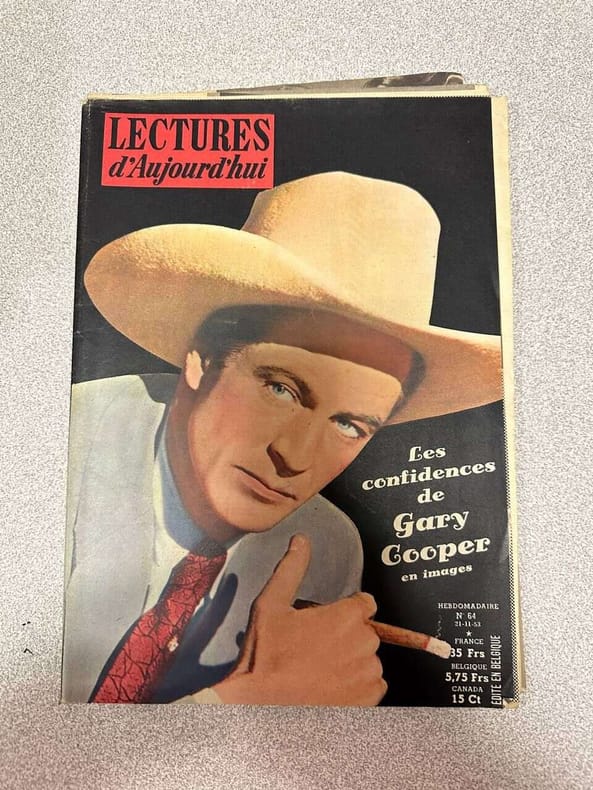 LECTURES
d'Aujourd'hui
Les
confidences
de
Gary
Cooper
en images
HEBDOMADAIRE
N° 64
21-11-53
FRANCE
35 Frs
BELGIQUE
5,75 Frs
CANADA
15 Ct
EDITE EN BELGIQUE